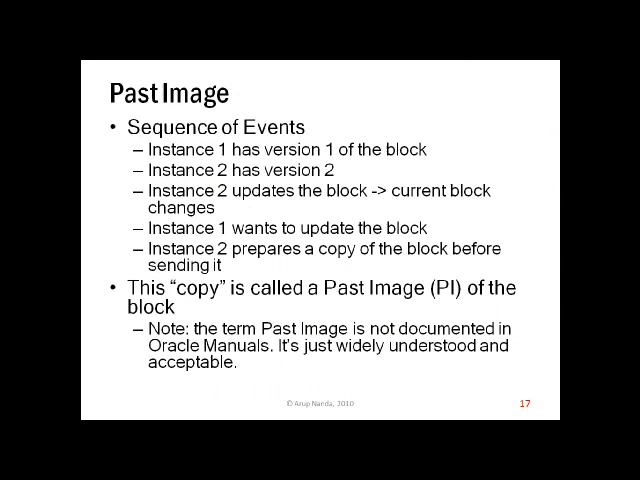 Past Image
• Sequence of Events
– Instance 1 has version 1 of the block
– Instance 2 has version 2
– Instance 2 updates the block -> current block
changes
– Instance 1 wants to update the block
– Instance 2 prepares a copy of the block before
sending it
• This “copy” is called a Past Image (PI) of the
block
– Note: the term Past Image is not documented in
Oracle Manuals. It’s just widely understood and
acceptable.
© Arup Nanda, 2010
17